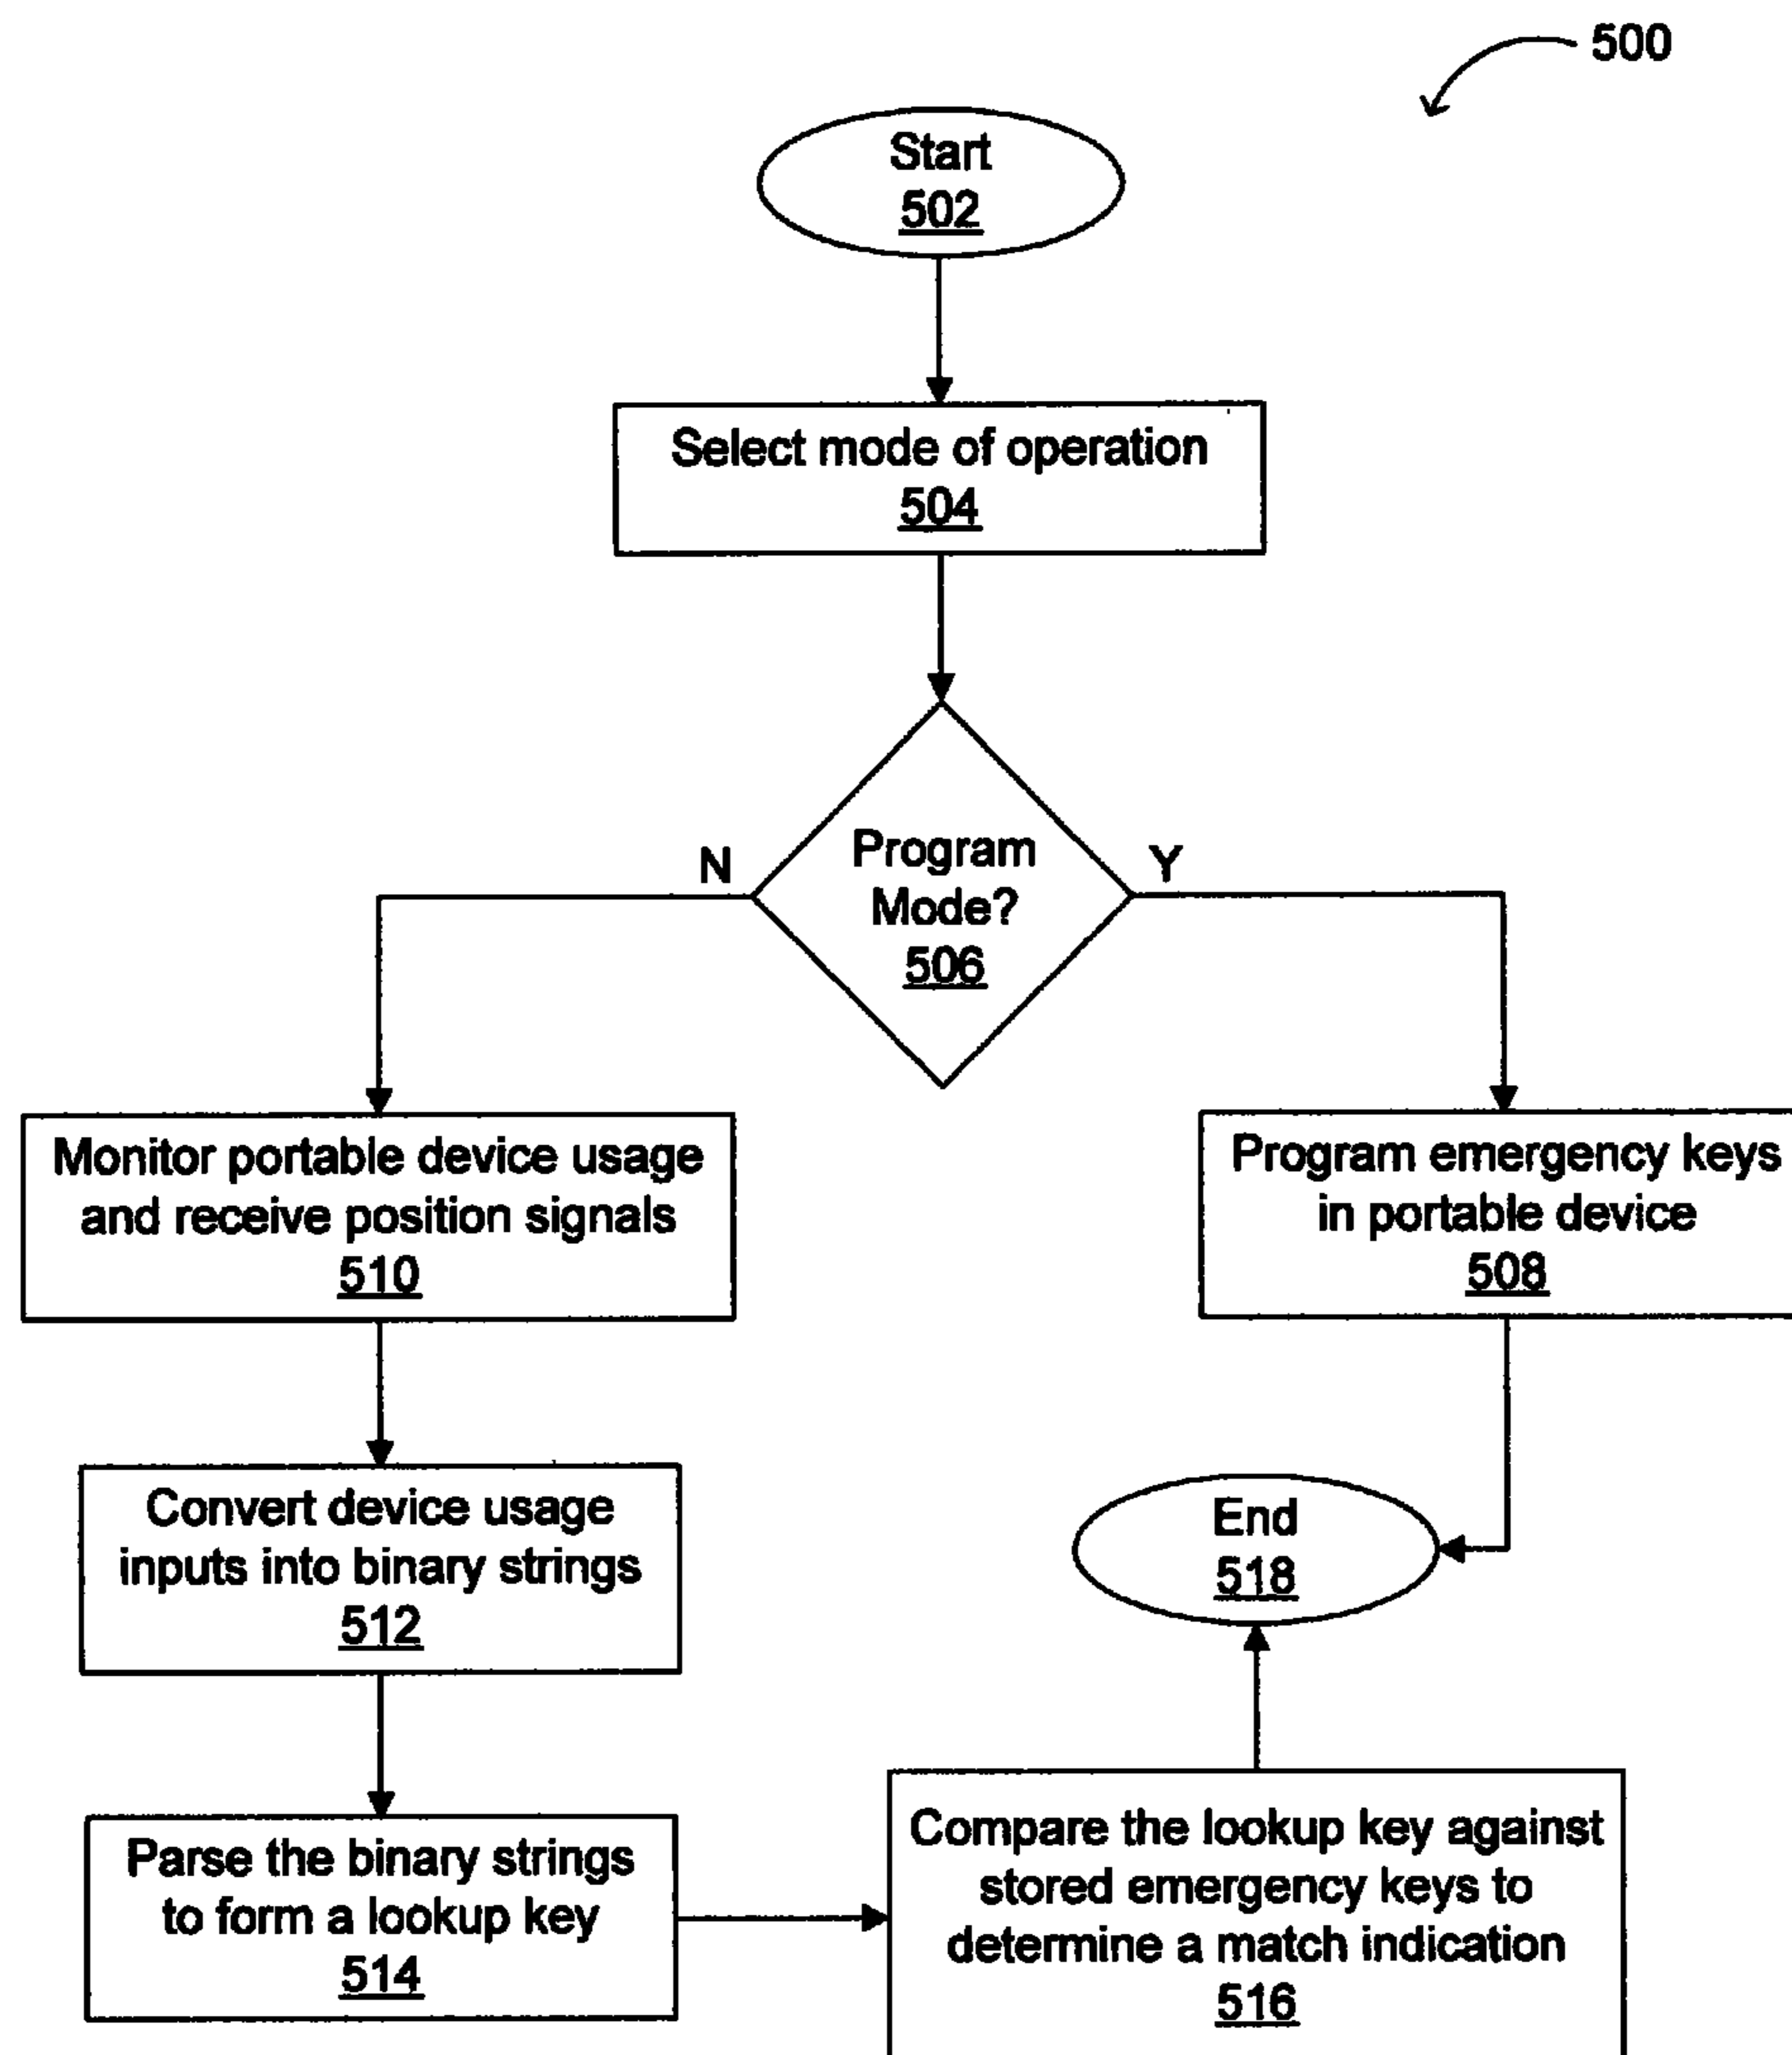 500
Start
502
Select mode of operation
504
Program
Mode?
506
N
Y
Monitor portable device usage
and receive position signals
510
Program emergency keys
in portable device
508
Convert device usage
inputs into binary strings
512
End
518
Parse the binary strings
to form a lookup key
514
Compare the lookup key against
stored emergency keys to
determine a match indication
516